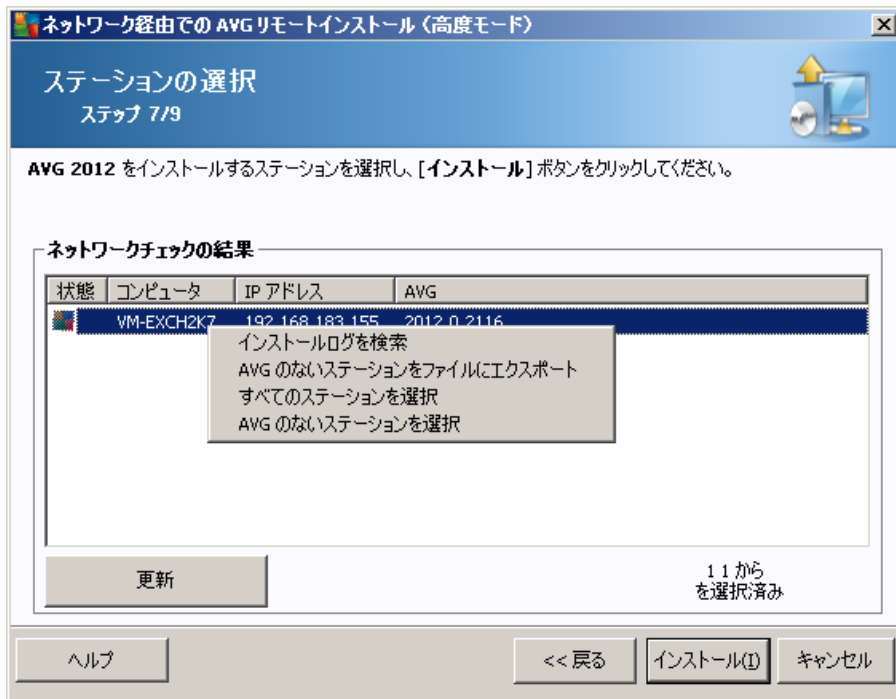 ネットワーク経由での AVG リモートインストール（高度モード）
ステーションの選択
ステップ 7/9
AVG 2012 をインストールするステーションを選択し、[インストール] ボタンをクリックしてください。
ネットワークチェックの結果
状態 コンピュータ IP アドレス AVG
VM-EXCH2K7 192.168.183.155 2012.0.2116
インストールログを検索
AVG のないステーションをファイルにエクスポート
すべてのステーションを選択
AVG のないステーションを選択
更新
1 1 から
を選択済み
ヘルプ
<< 戻る
インストール(I)
キャンセル